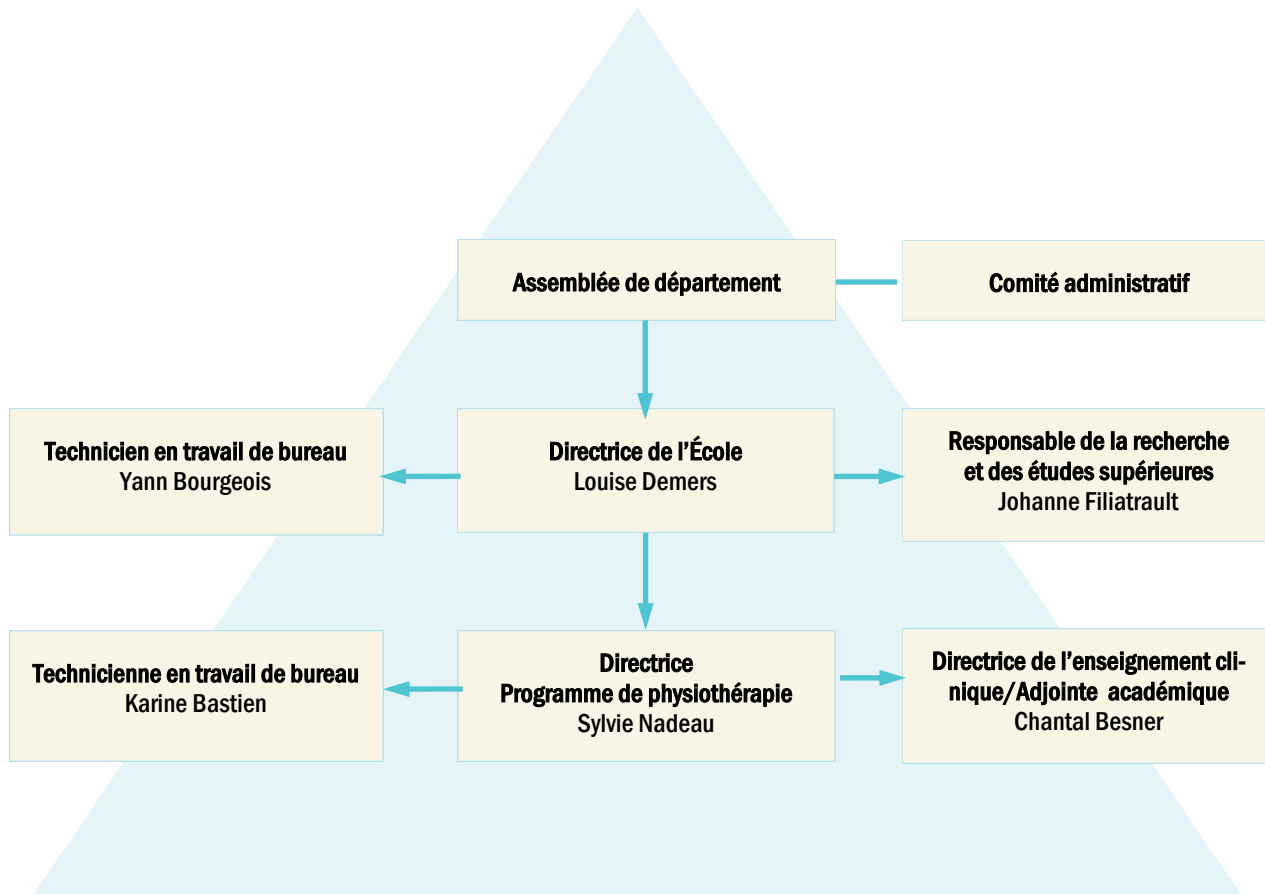 Assemblée de département
Comité administratif
Technicien en travail de bureau
Yann Bourgeois
Directrice de l'École
Louise Demers
Responsable de la recherche
et des études supérieures
Johanne Filiatrault
Technicienne en travail de bureau
Karine Bastien
Directrice
Programme de physiothérapie
Sylvie Nadeau
Directrice de l'enseignement cli-
nique/Adjointe académique
Chantal Besner